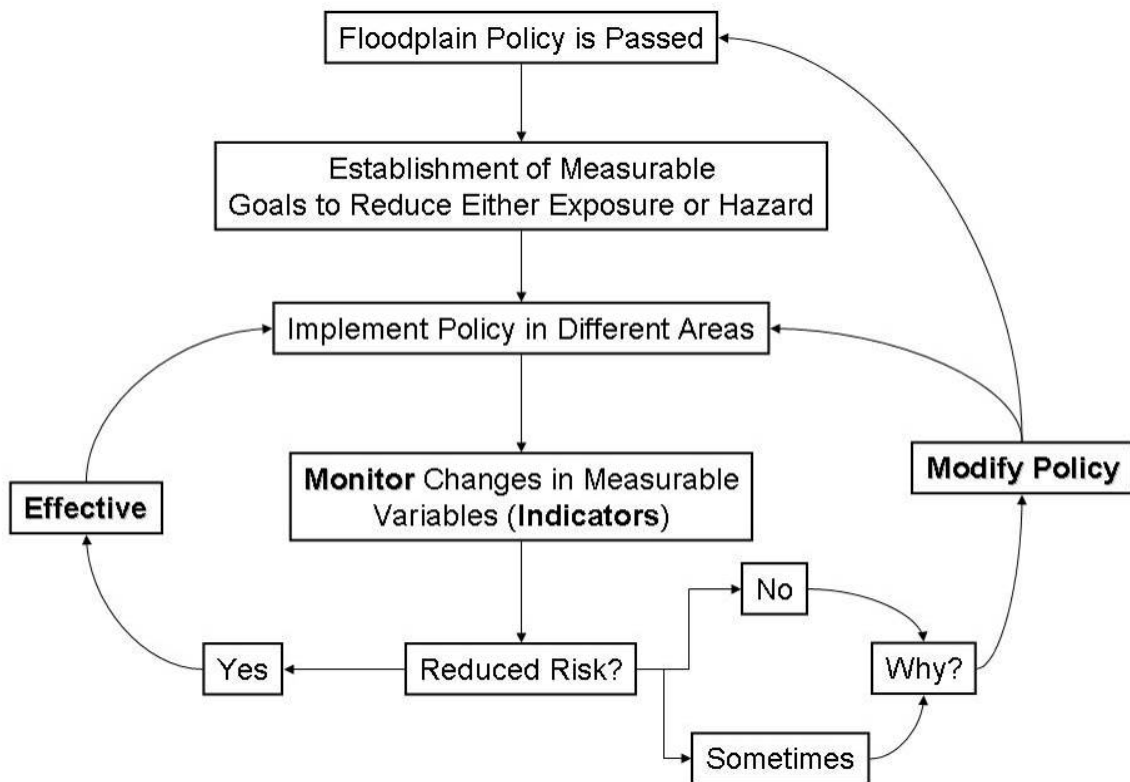 Floodplain Policy is Passed
Establishment of Measurable
Goals to Reduce Either Exposure or Hazard
Implement Policy in Different Areas
Monitor Changes in Measurable
Variables (Indicators)
Effective
Modify Policy
No
Yes
Reduced Risk?
Why?
Sometimes